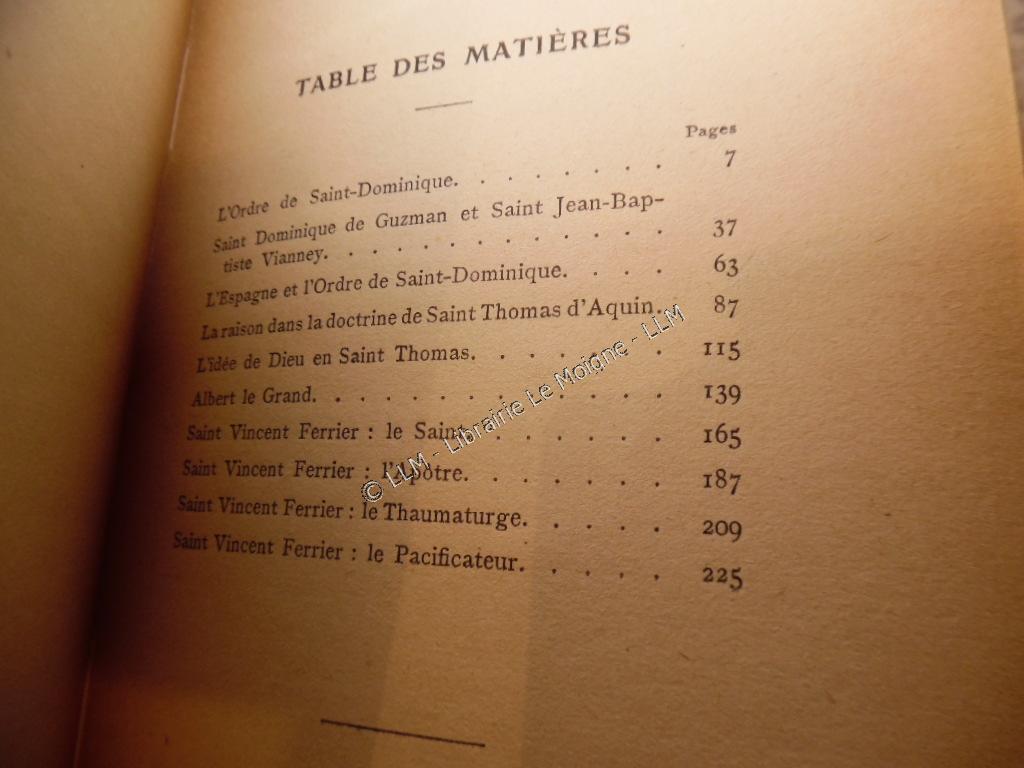 TABLE DES MATIÈRES
Pages
L'Ordre de Saint-Dominique. . . . . . . . 7
Saint Dominique de Guzman et Saint Jean-Bap-
tiste Vianney. . . . . . . . . . . . 37
L'Espagne et l'Ordre de Saint-Dominique. . . . 63
La raison dans la doctrine de Saint Thomas d'Aquin. . 87
L'idée de Dieu en Saint Thomas. . . . . . . 115
Albert le Grand. . . . . . . . . . . . 139
Saint Vincent Ferrier : le Saint. . . . . . . 165
Saint Vincent Ferrier : l'Apôtre. . . . . . . 187
Saint Vincent Ferrier : le Thaumaturge. . . . . 209
Saint Vincent Ferrier : le Pacificateur. . . . . 225
© LLM - Librairie Le Moigne - LLM